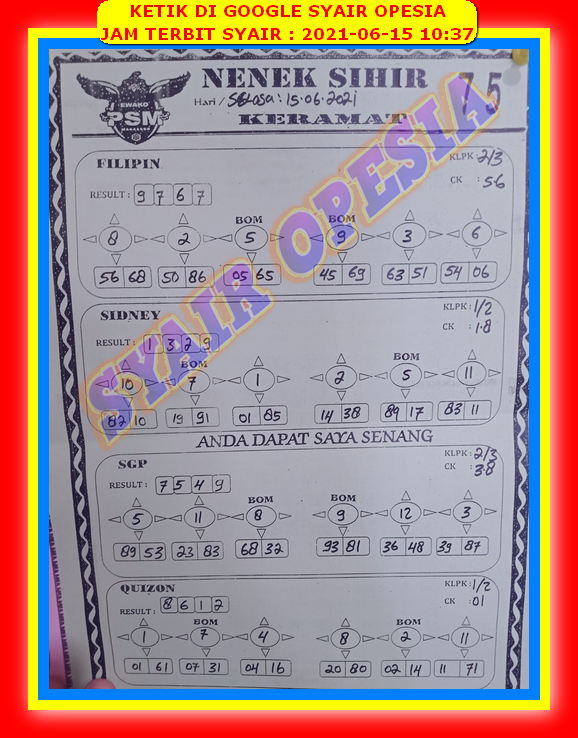 KETIK DI GOOGLE SYAIR OPESIA
JAM TERBIT SYAIR : 2021-06-15 10:37
EWAKO
PSM
MAKASSAR
NENEK SIHIR
75
Hari / Selasa : 15.06.2021
KERAMAT
SYAIR OPESIA
FILIPIN
KLPK : 2/3
RESULT : 9 7 6 7
CK : 56
BOM BOM
8 2 5 9 3 6
56 68 50 86 05 65 45 69 63 51 54 06
SIDNEY
KLPK : 1/2
RESULT : 1 3 2 9
CK : 1.8
BOM BOM
10 7 1 2 5 11
82 10 19 91 01 85 14 38 89 17 83 11
ANDA DAPAT SAYA SENANG
SGP
KLPK : 2/3
RESULT : 7 5 4 9
CK : 3.8
BOM BOM
5 11 8 9 12 3
89 53 23 83 68 32 93 81 36 48 39 87
QUIZON
KLPK : 1/2
RESULT : 8 6 1 2
CK : 01
BOM BOM
1 7 4 8 2 11
01 61 07 31 04 16 20 80 02 14 11 71